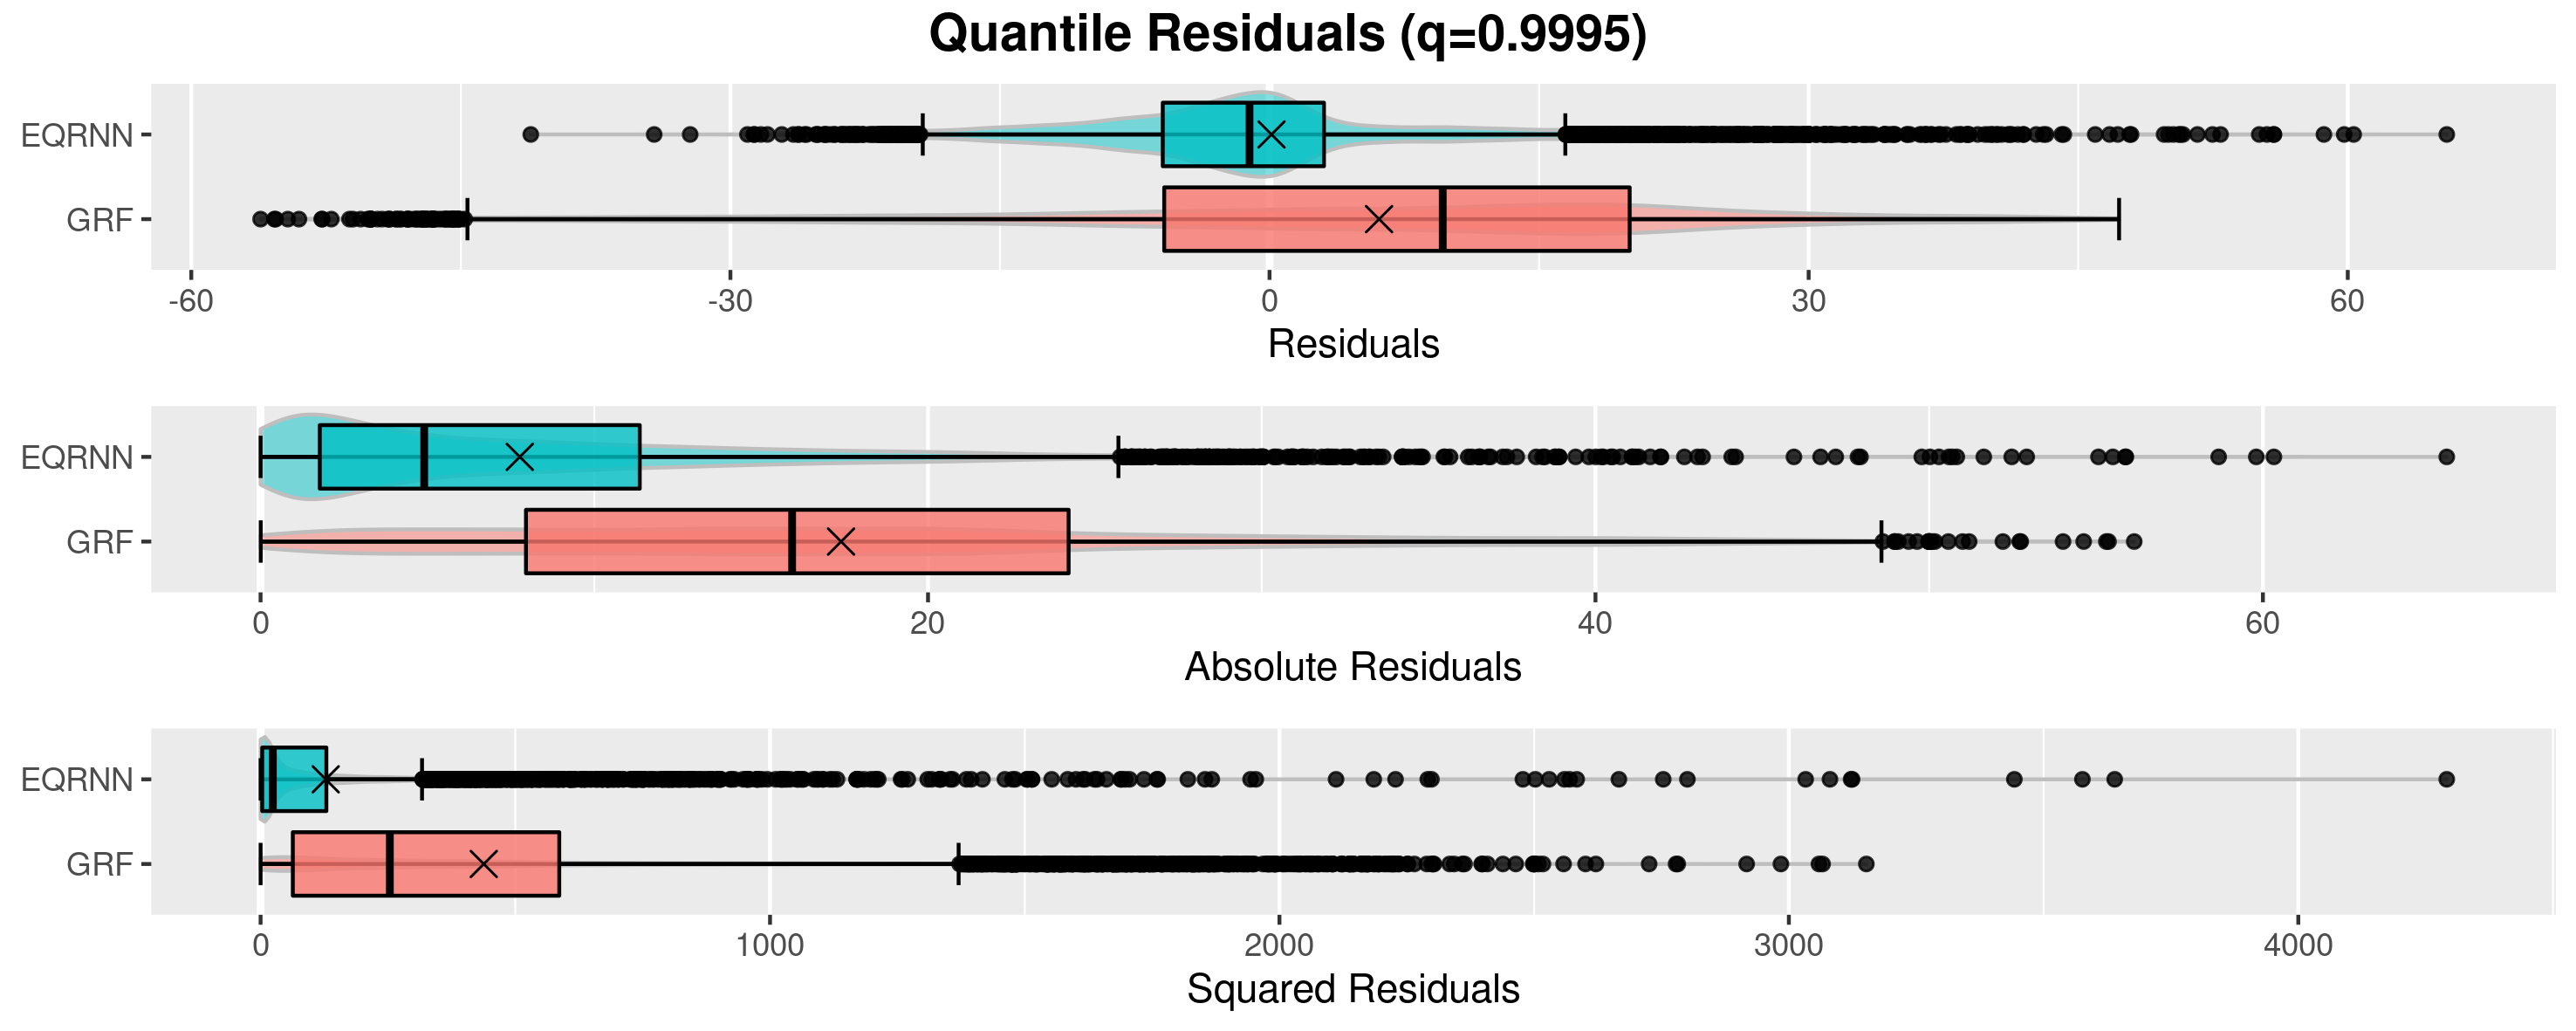 Quantile Residuals (q=0.9995)
EQRNN
GRF
-60 -30 0 30 60
Residuals
EQRNN
GRF
0 20 40 60
Absolute Residuals
EQRNN
GRF
0 1000 2000 3000 4000
Squared Residuals